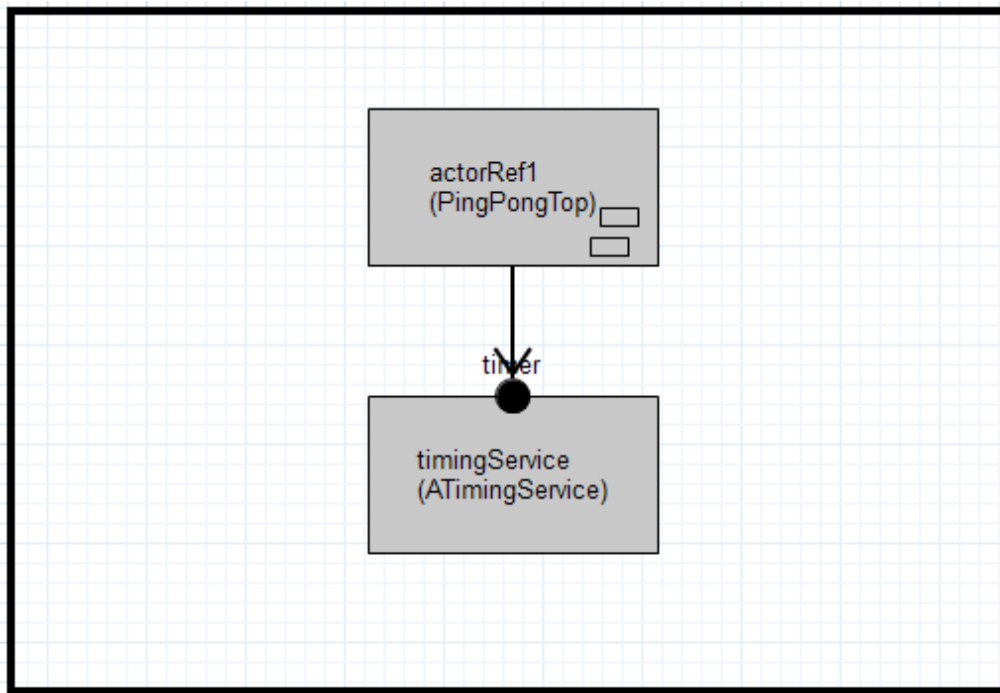 actorRef1
(PingPongTop)
timer
timingService
(ATimingService)